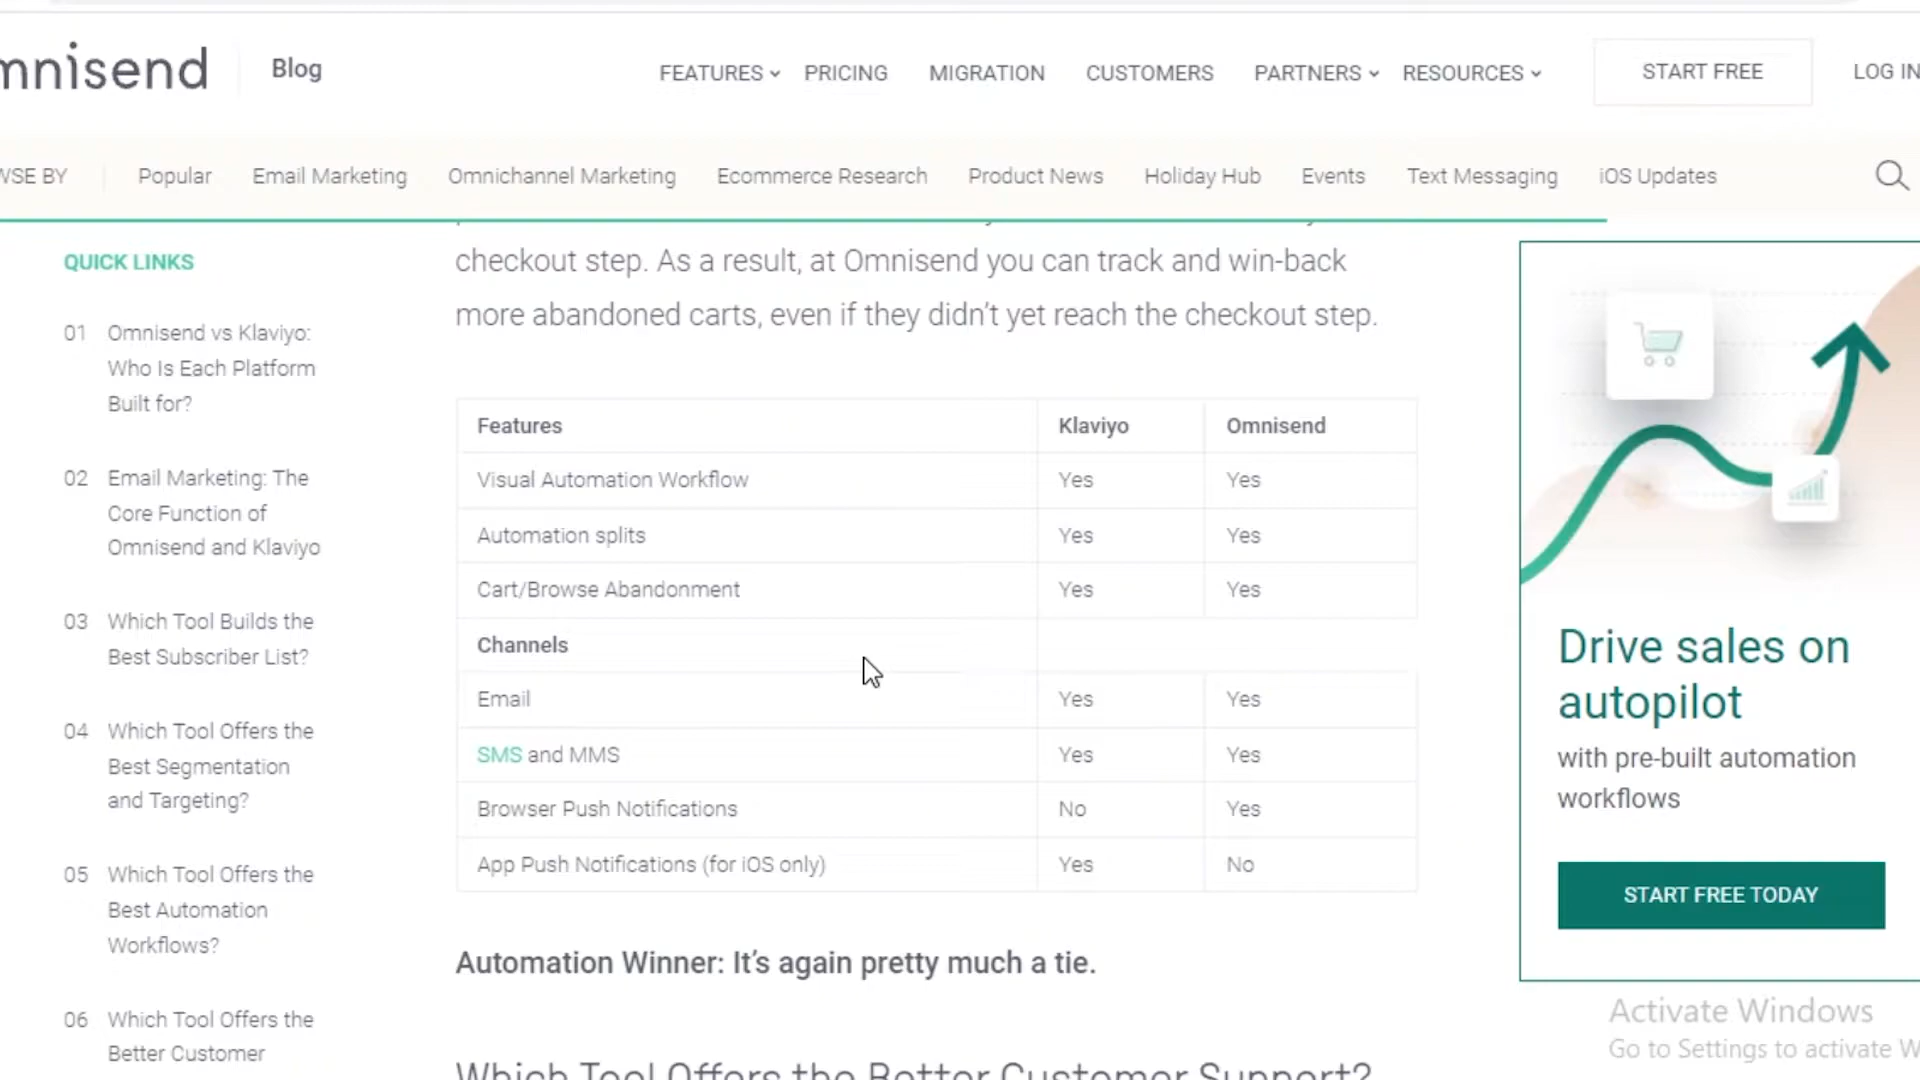 mnisend
Blog
FEATURES
PRICING
MIGRATION
CUSTOMERS
PARTNERS
RESOURCES
START FREE
LOG IN
WSE BY
Popular
Email Marketing
Omnichannel Marketing
Ecommerce Research
Product News
Holiday Hub
Events
Text Messaging
iOS Updates
QUICK LINKS
01 Omnisend vs Klaviyo:
Who Is Each Platform
Built for?
02 Email Marketing: The
Core Function of
Omnisend and Klaviyo
03 Which Tool Builds the
Best Subscriber List?
04 Which Tool Offers the
Best Segmentation
and Targeting?
05 Which Tool Offers the
Best Automation
Workflows?
06 Which Tool Offers the
Better Customer
checkout step. As a result, at Omnisend you can track and win-back
more abandoned carts, even if they didn’t yet reach the checkout step.
Features Klaviyo Omnisend
Visual Automation Workflow Yes Yes
Automation splits Yes Yes
Cart/Browse Abandonment Yes Yes
Channels
Email Yes Yes
SMS and MMS Yes Yes
Browser Push Notifications No Yes
App Push Notifications (for iOS only) Yes No
Automation Winner: It’s again pretty much a tie.
Which Tool Offers the Better Customer Support?
Drive sales on
autopilot
with pre-built automation
workflows
START FREE TODAY
Activate Windows
Go to Settings to activate W